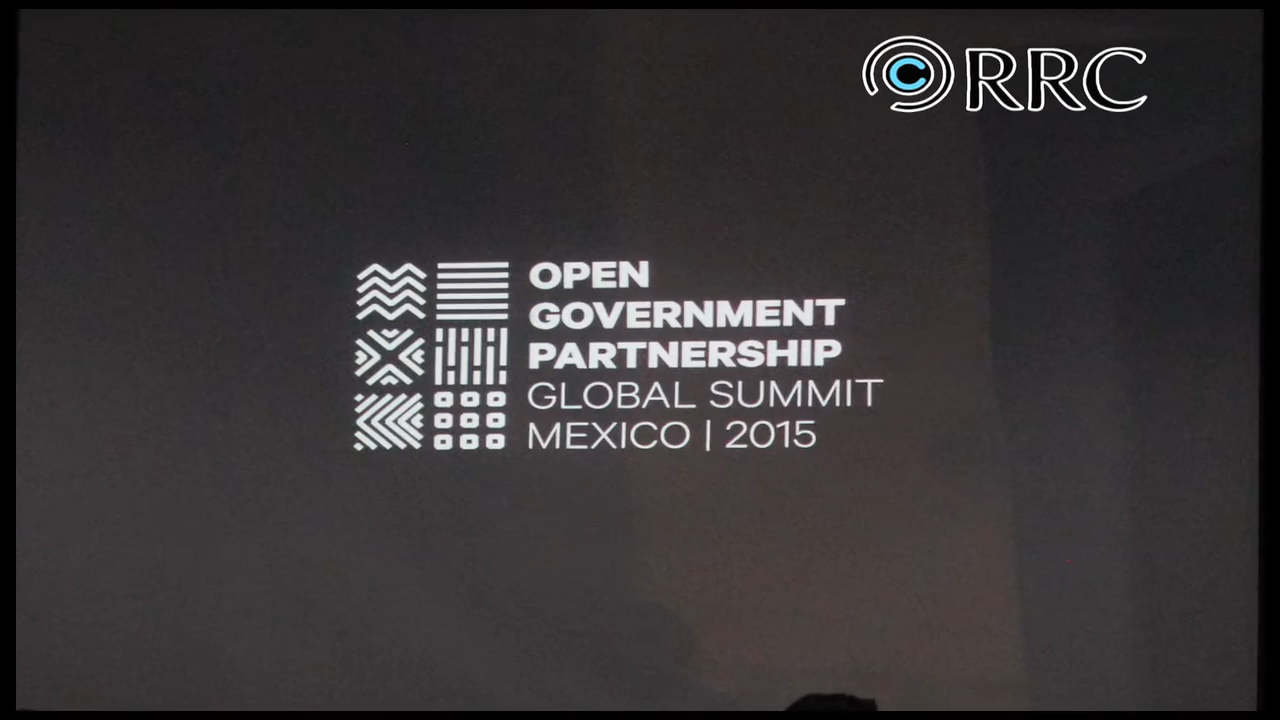 RRC
OPEN
GOVERNMENT
PARTNERSHIP
GLOBAL SUMMIT
MEXICO | 2015